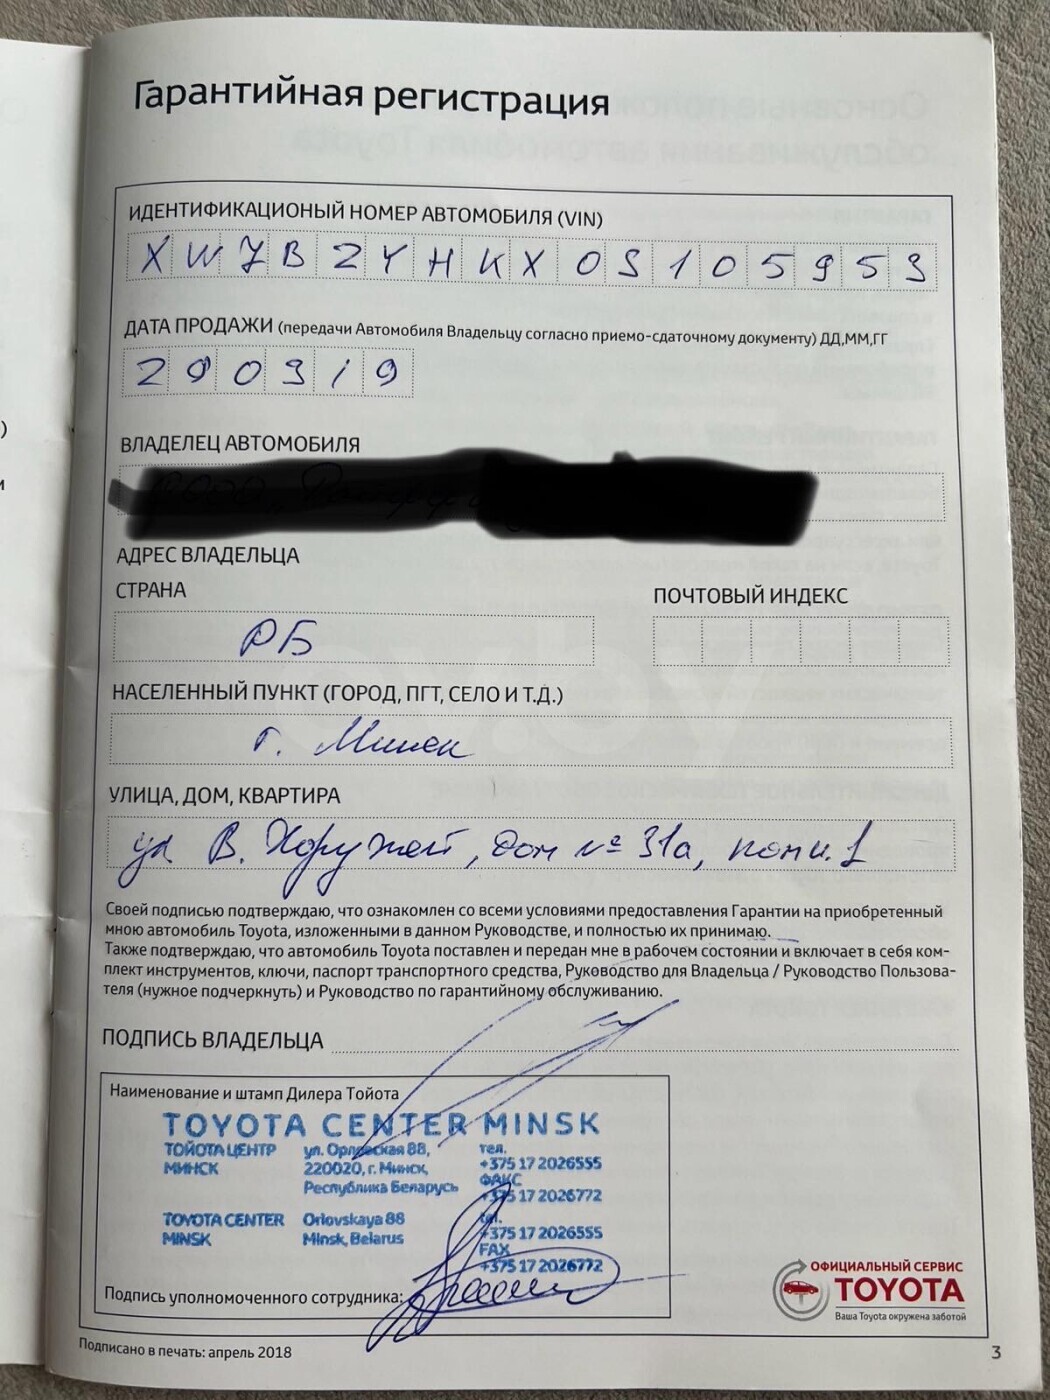 Гарантийная регистрация
ИДЕНТИФИКАЦИОНЫЙ НОМЕР АВТОМОБИЛЯ (VIN)
XW7BZYHKX0S105953
ДАТА ПРОДАЖИ (передачи Автомобиля Владельцу согласно приемо-сдаточному документу) ДД,ММ,ГГ
290319
ВЛАДЕЛЕЦ АВТОМОБИЛЯ
АДРЕС ВЛАДЕЛЬЦА
СТРАНА
ПОЧТОВЫЙ ИНДЕКС
РБ
НАСЕЛЕННЫЙ ПУНКТ (ГОРОД, ПГТ, СЕЛО И Т.Д.)
г. Минск
УЛИЦА, ДОМ, КВАРТИРА
ул В. Хоружей, дом № 31а, пом. 1
Своей подписью подтверждаю, что ознакомлен со всеми условиями предоставления Гарантии на приобретенный
мною автомобиль Toyota, изложенными в данном Руководстве, и полностью их принимаю.
Также подтверждаю, что автомобиль Toyota поставлен и передан мне в рабочем состоянии и включает в себя ком-
плект инструментов, ключи, паспорт транспортного средства, Руководство для Владельца / Руководство Пользова-
теля (нужное подчеркнуть) и Руководство по гарантийному обслуживанию.
ПОДПИСЬ ВЛАДЕЛЬЦА
Наименование и штамп Дилера Тойота
TOYOTA CENTER MINSK
ТОЙОТА ЦЕНТР ул. Орловская 88, тел.
МИНСК 220020, г. Минск, +375 17 2026555
Республика Беларусь ФАКС
+375 17 2026772
TOYOTA CENTER Orlovskaya 88 tel.
MINSK Minsk, Belarus +375 17 2026555
FAX
+375 17 2026772
Подпись уполномоченного сотрудника:
ОФИЦИАЛЬНЫЙ СЕРВИС
TOYOTA
Ваша Toyota окружена заботой
Подписано в печать: апрель 2018
3